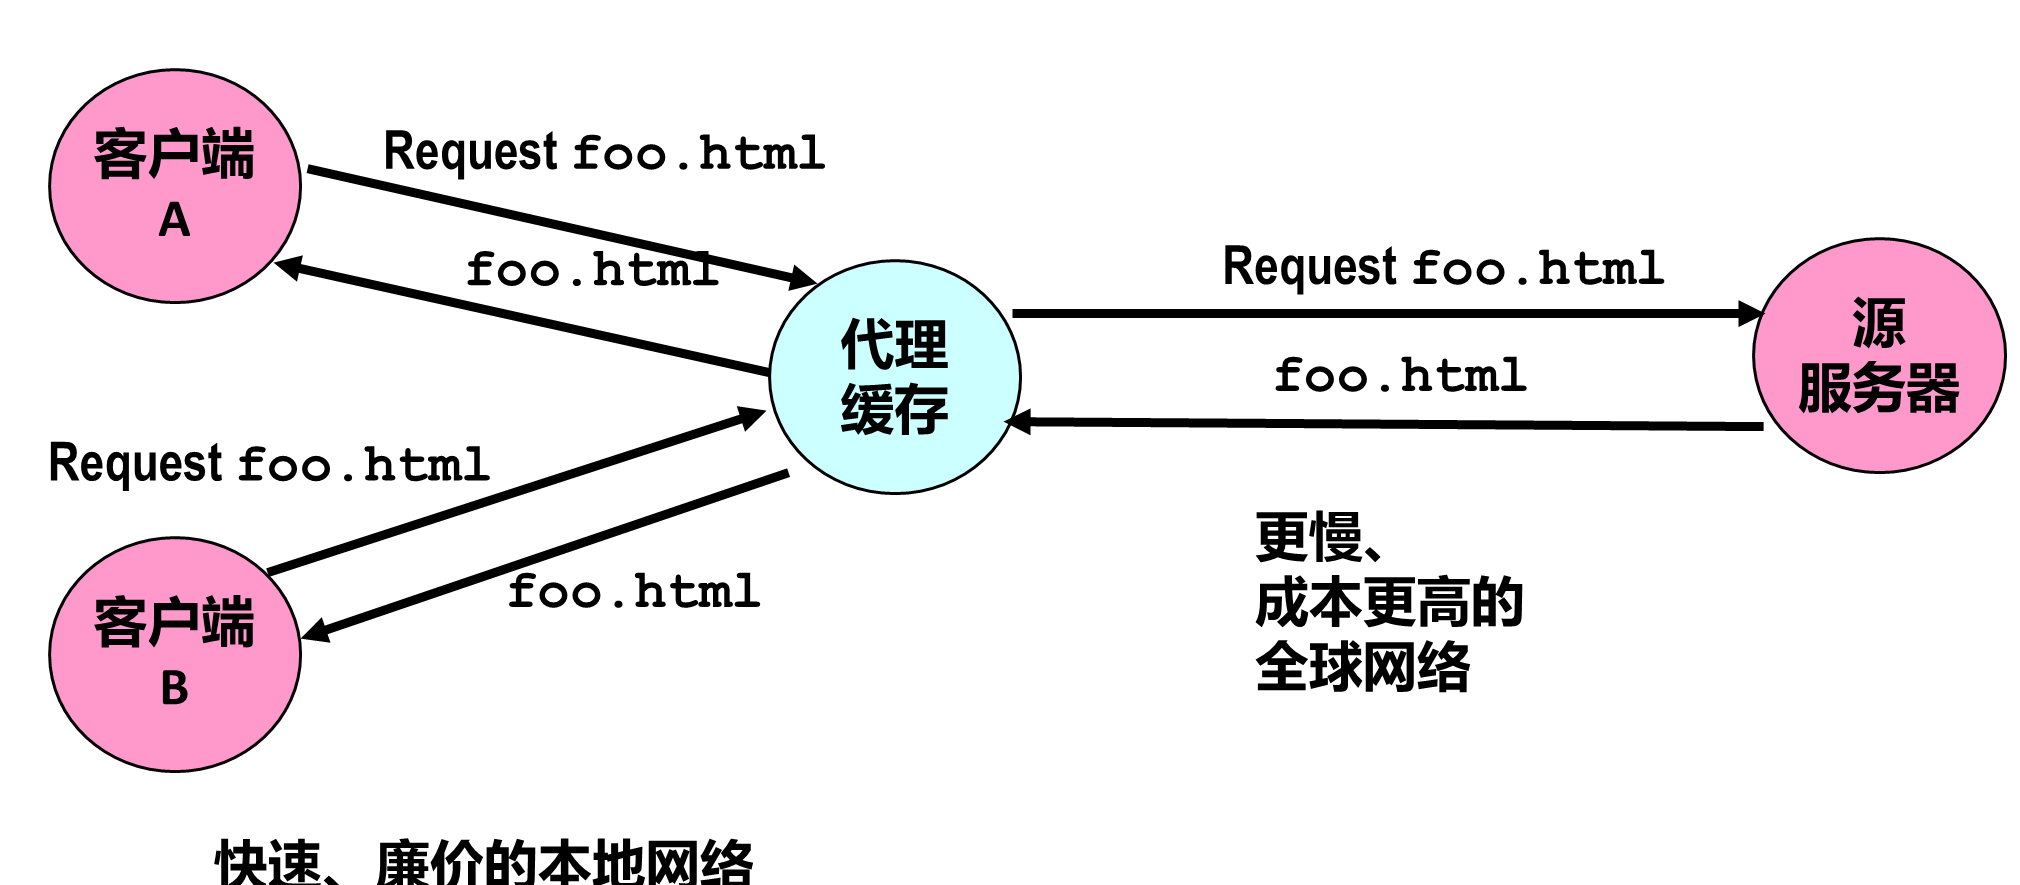 客户端
A
Request foo.html
foo.html
Request foo.html
foo.html
代理
缓存
源
服务器
Request foo.html
foo.html
客户端
B
更慢、
成本更高的
全球网络
快速、廉价的本地网络